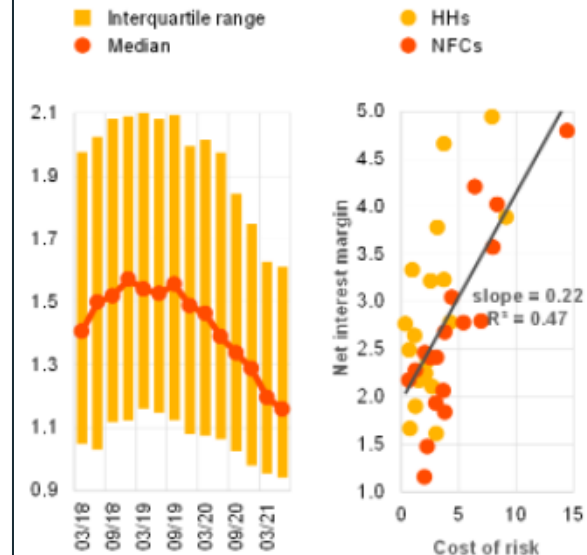 Interquartile range
Median
HHs
NFCs
2.1
1.9
1.7
1.5
1.3
1.1
0.9
03/18
09/18
03/19
09/19
03/20
09/20
03/21
Net interest margin
5.0
4.5
4.0
3.5
3.0
2.5
2.0
1.5
1.0
slope = 0.22
R² = 0.47
0 5 10 15
Cost of risk